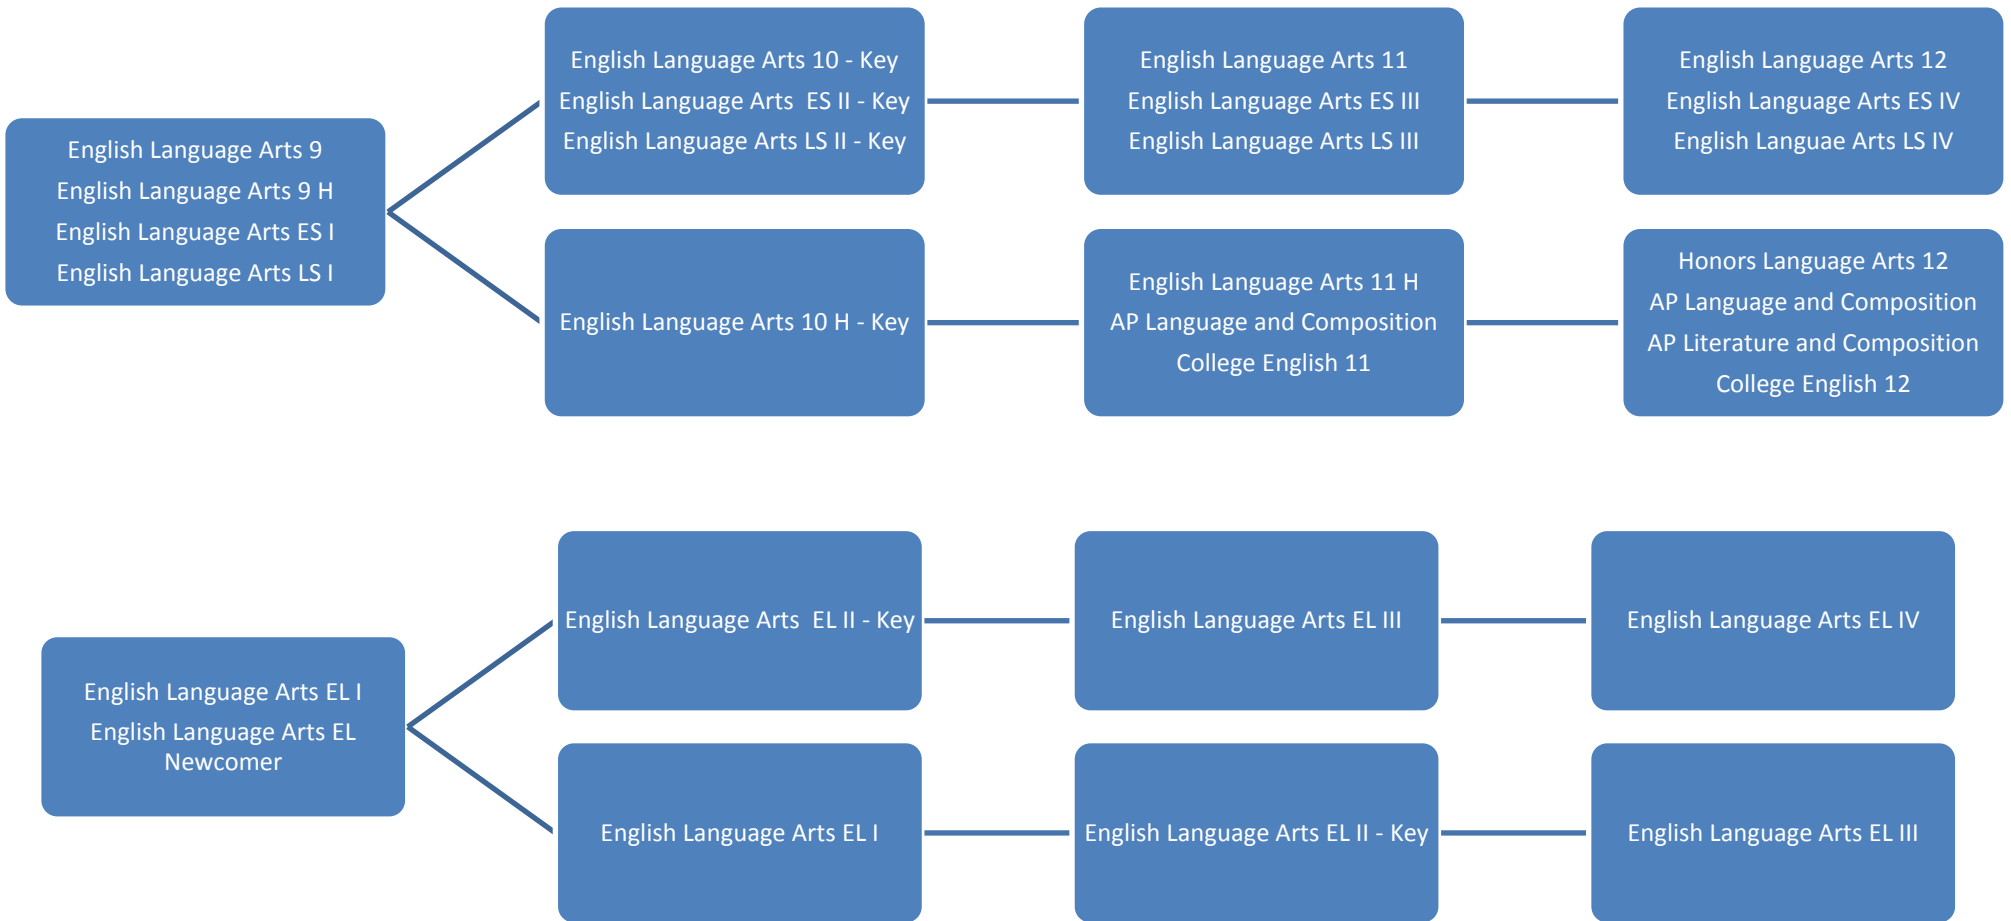 English Language Arts 9
English Language Arts 9 H
English Language Arts ES I
English Language Arts LS I
English Language Arts 10 - Key
English Language Arts  ES II - Key
English Language Arts LS II - Key
English Language Arts 11
English Language Arts ES III
English Language Arts LS III
English Language Arts 12
English Language Arts ES IV
English Languae Arts LS IV
English Language Arts 10 H - Key
English Language Arts 11 H
AP Language and Composition
College English 11
Honors Language Arts 12
AP Language and Composition
AP Literature and Composition
College English 12
English Language Arts EL I
English Language Arts EL
Newcomer
English Language Arts  EL II - Key
English Language Arts EL III
English Language Arts EL IV
English Language Arts EL I
English Language Arts EL II - Key
English Language Arts EL III